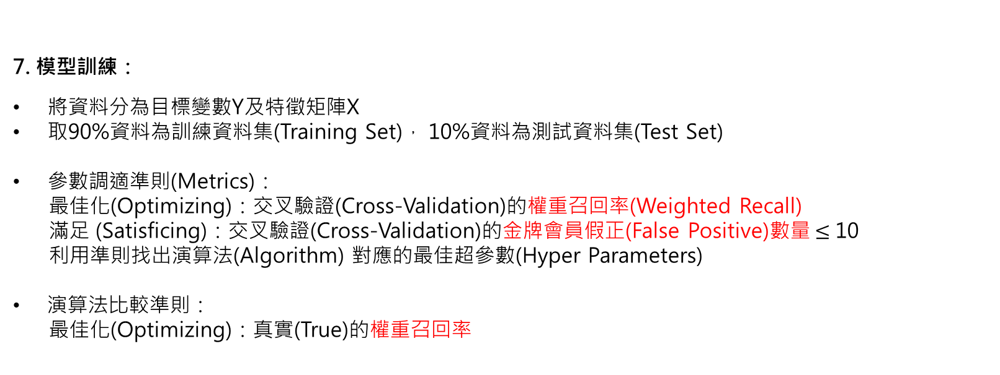 7. 模型訓練：
• 將資料分為目標變數Y及特徵矩陣X
• 取90%資料為訓練資料集(Training Set)， 10%資料為測試資料集(Test Set)
• 參數調適準則(Metrics)：
最佳化(Optimizing)：交叉驗證(Cross-Validation)的權重召回率(Weighted Recall)
滿足 (Satisficing)：交叉驗證(Cross-Validation)的金牌會員假正(False Positive)數量 ≤ 10
利用準則找出演算法(Algorithm) 對應的最佳超參數(Hyper Parameters)
• 演算法比較準則：
最佳化(Optimizing)：真實(True)的權重召回率